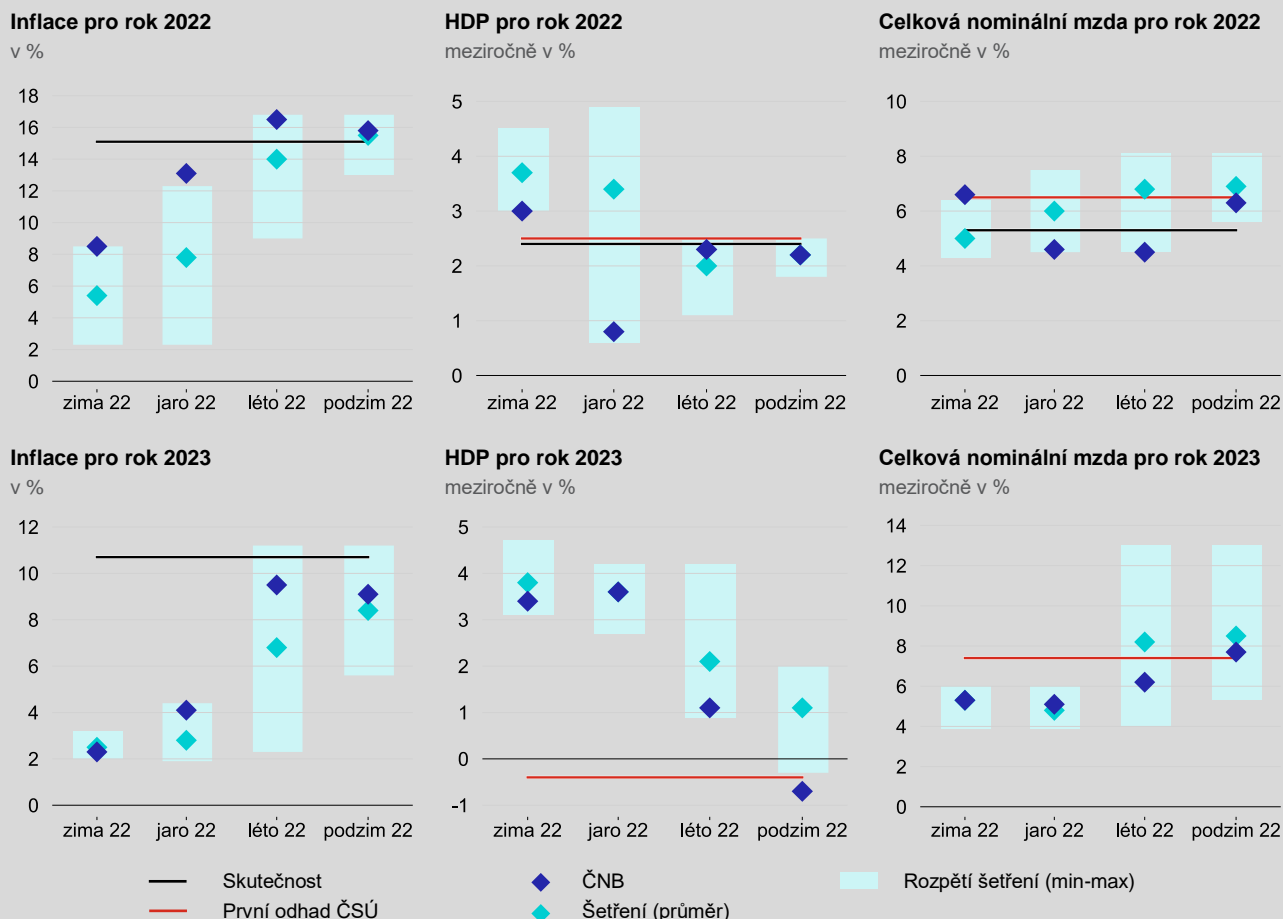 Inflace pro rok 2022
v %
18
16
14
12
10
8
6
4
2
0
zima 22 jaro 22 léto 22 podzim 22
HDP pro rok 2022
meziročně v %
5
4
3
2
1
0
zima 22 jaro 22 léto 22 podzim 22
Celková nominální mzda pro rok 2022
meziročně v %
10
8
6
4
2
0
zima 22 jaro 22 léto 22 podzim 22
Inflace pro rok 2023
v %
12
10
8
6
4
2
0
zima 22 jaro 22 léto 22 podzim 22
HDP pro rok 2023
meziročně v %
5
4
3
2
1
0
-1
zima 22 jaro 22 léto 22 podzim 22
Celková nominální mzda pro rok 2023
meziročně v %
14
12
10
8
6
4
2
0
zima 22 jaro 22 léto 22 podzim 22
Skutečnost ČNB Rozpětí šetření (min-max)
První odhad ČSÚ Šetření (průměr)